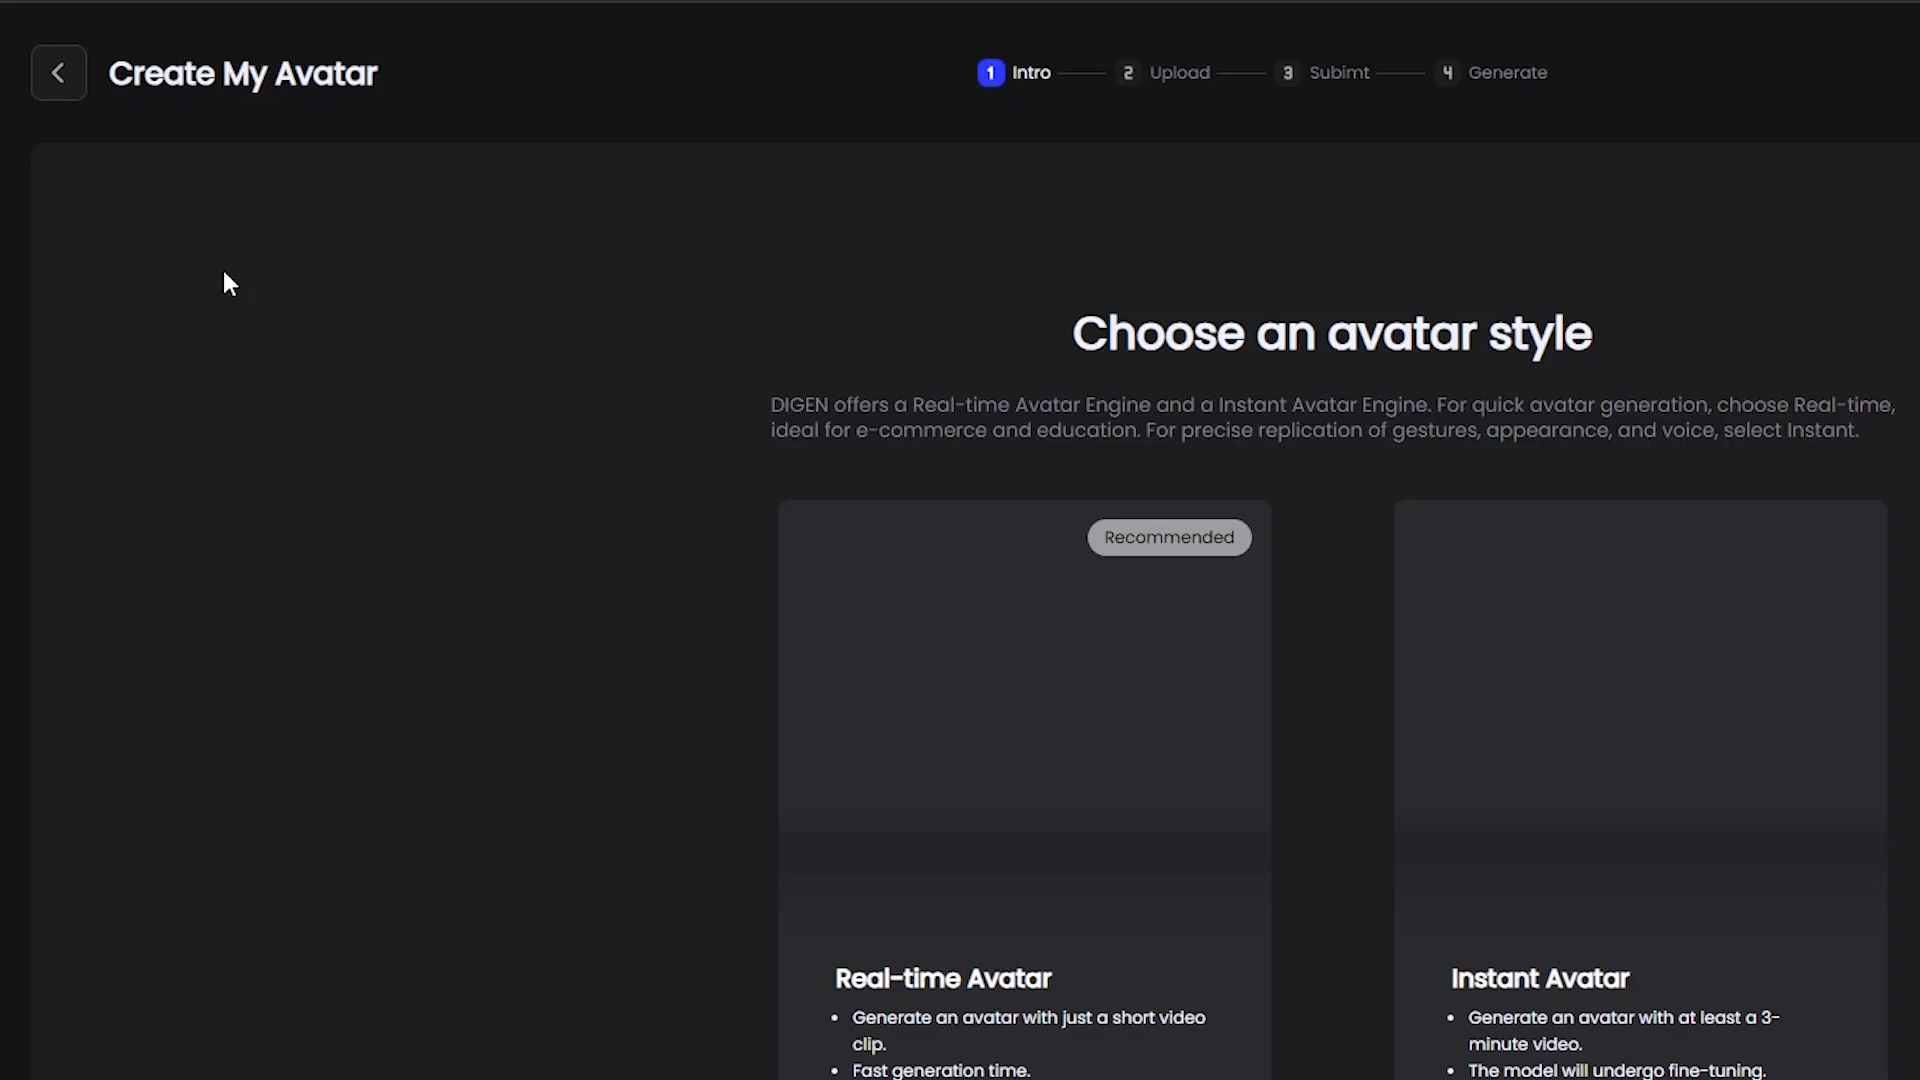 Create My Avatar
1 Intro
2 Upload
3 Subimt
4 Generate
Choose an avatar style
DIGEN offers a Real-time Avatar Engine and a Instant Avatar Engine. For quick avatar generation, choose Real-time,
ideal for e-commerce and education. For precise replication of gestures, appearance, and voice, select Instant.
Recommended
Real-time Avatar
• Generate an avatar with just a short video
clip.
• Fast generation time.
Instant Avatar
• Generate an avatar with at least a 3-
minute video.
• The model will undergo fine-tuning.